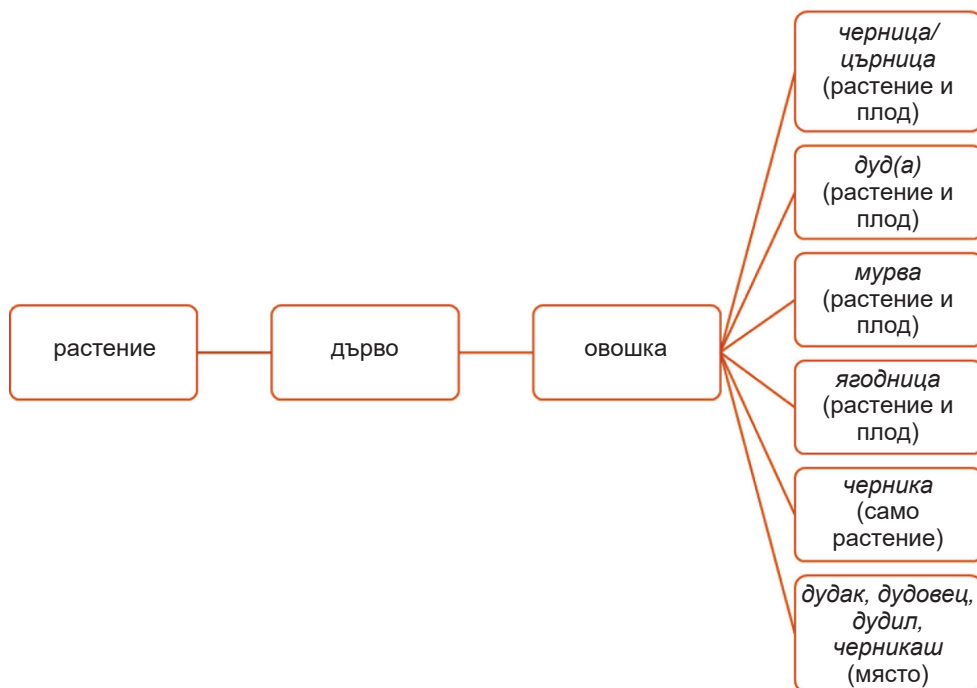 растение
дърво
овошка
черница/
църница
(растение и
плод)
дуд(а)
(растение и
плод)
мурва
(растение и
плод)
ягодница
(растение и
плод)
черника
(само
растение)
дудак, дудовец,
дудил,
черникаш
(място)